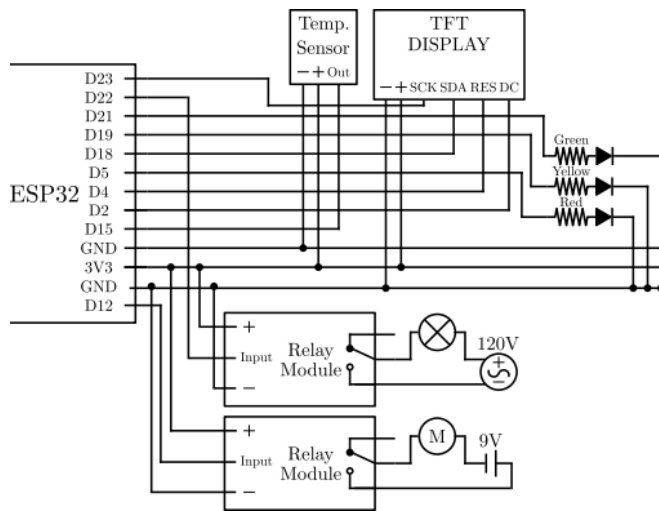 Temp.
Sensor
− + Out
TFT
DISPLAY
− + SCK SDA RES DC
ESP32
D23
D22
D21
D19
D18
D5
D4
D2
D15
GND
3V3
GND
D12
Green
Yellow
Red
+
Input
−
Relay
Module
120V
+
Input
−
Relay
Module
M
9V